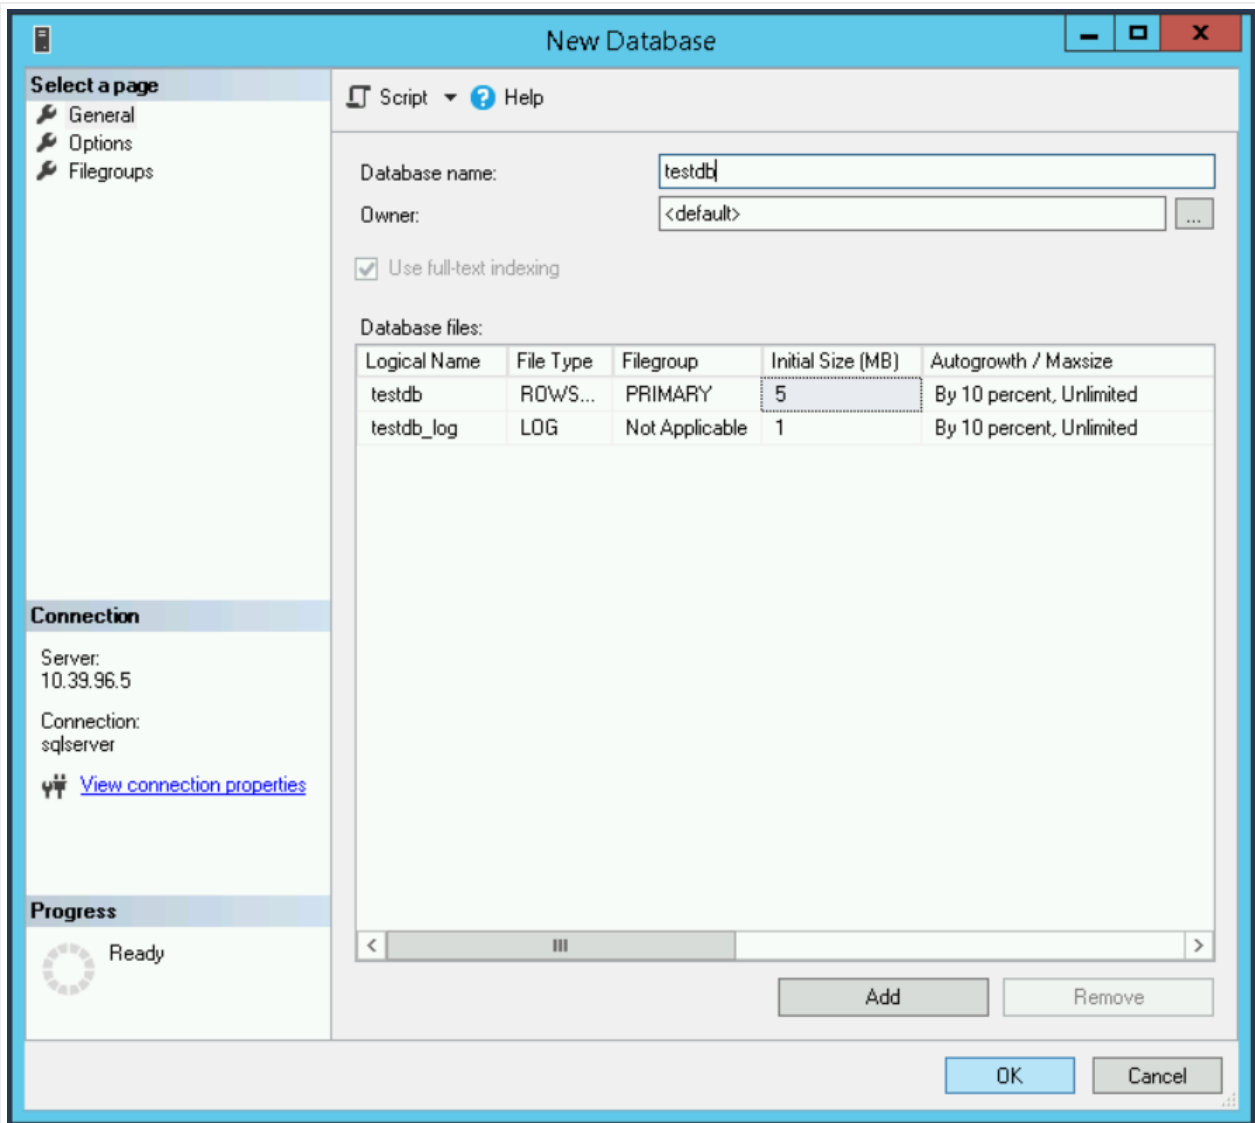 New Database
Select a page
General
Options
Filegroups
Script Help
Database name: testdb
Owner: <default> ...
Use full-text indexing
Database files:
Logical Name File Type Filegroup Initial Size (MB) Autogrowth / Maxsize
testdb ROWS... PRIMARY 5 By 10 percent, Unlimited
testdb_log LOG Not Applicable 1 By 10 percent, Unlimited
Connection
Server:
10.39.96.5
Connection:
sqlserver
View connection properties
Progress
Ready
Add Remove
OK Cancel